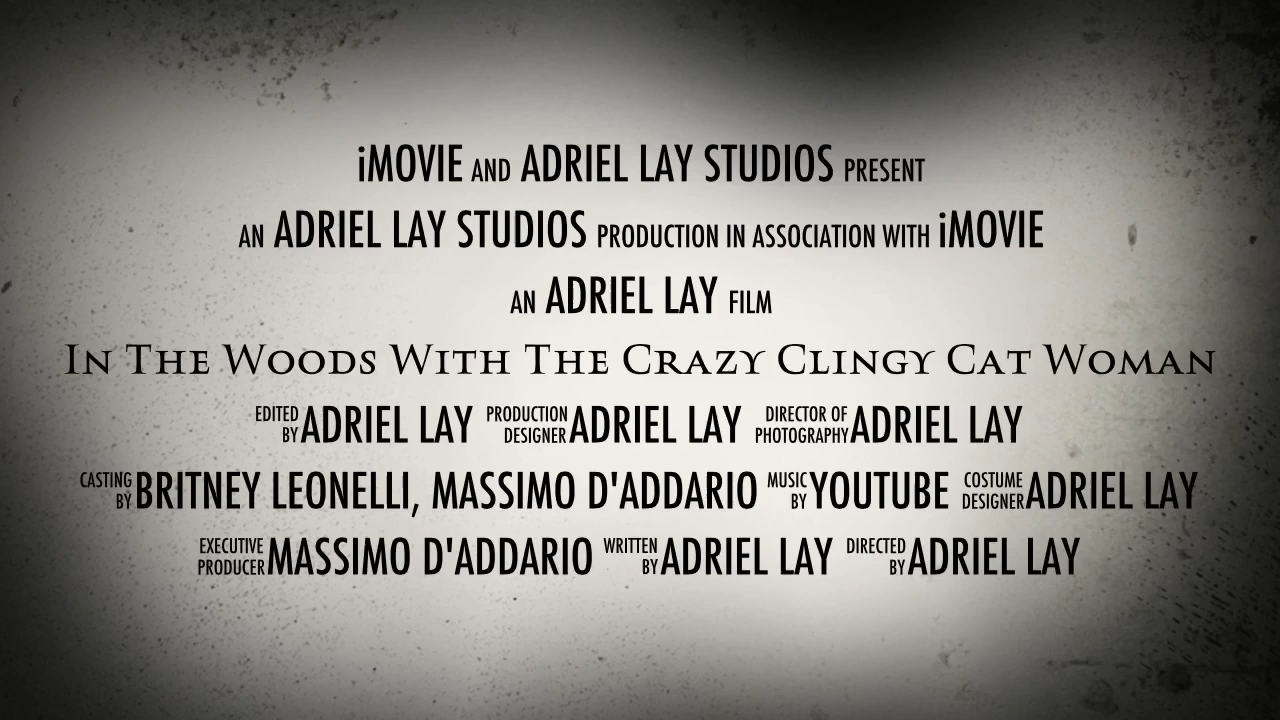 iMOVIE AND ADRIEL LAY STUDIOS PRESENT
AN ADRIEL LAY STUDIOS PRODUCTION IN ASSOCIATION WITH iMOVIE
AN ADRIEL LAY FILM
In The Woods With The Crazy Clingy Cat Woman
EDITED BY ADRIEL LAY PRODUCTION DESIGNER ADRIEL LAY DIRECTOR OF PHOTOGRAPHY ADRIEL LAY
CASTING BY BRITNEY LEONELLI, MASSIMO D'ADDARIO MUSIC BY YOUTUBE COSTUME DESIGNER ADRIEL LAY
EXECUTIVE PRODUCER MASSIMO D'ADDARIO WRITTEN BY ADRIEL LAY DIRECTED BY ADRIEL LAY